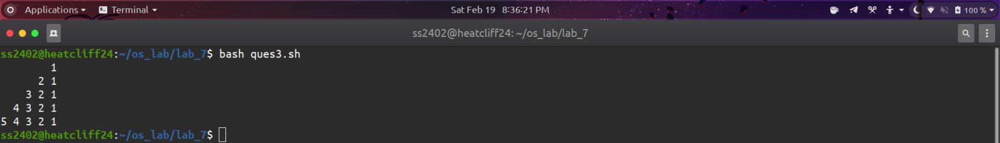 Applications Terminal Sat Feb 19 8:36:21 PM 100 %
ss2402@heatcliff24: ~/os_lab/lab_7
ss2402@heatcliff24:~/os_lab/lab_7$ bash ques3.sh
        1
      2 1
    3 2 1
  4 3 2 1
5 4 3 2 1
ss2402@heatcliff24:~/os_lab/lab_7$